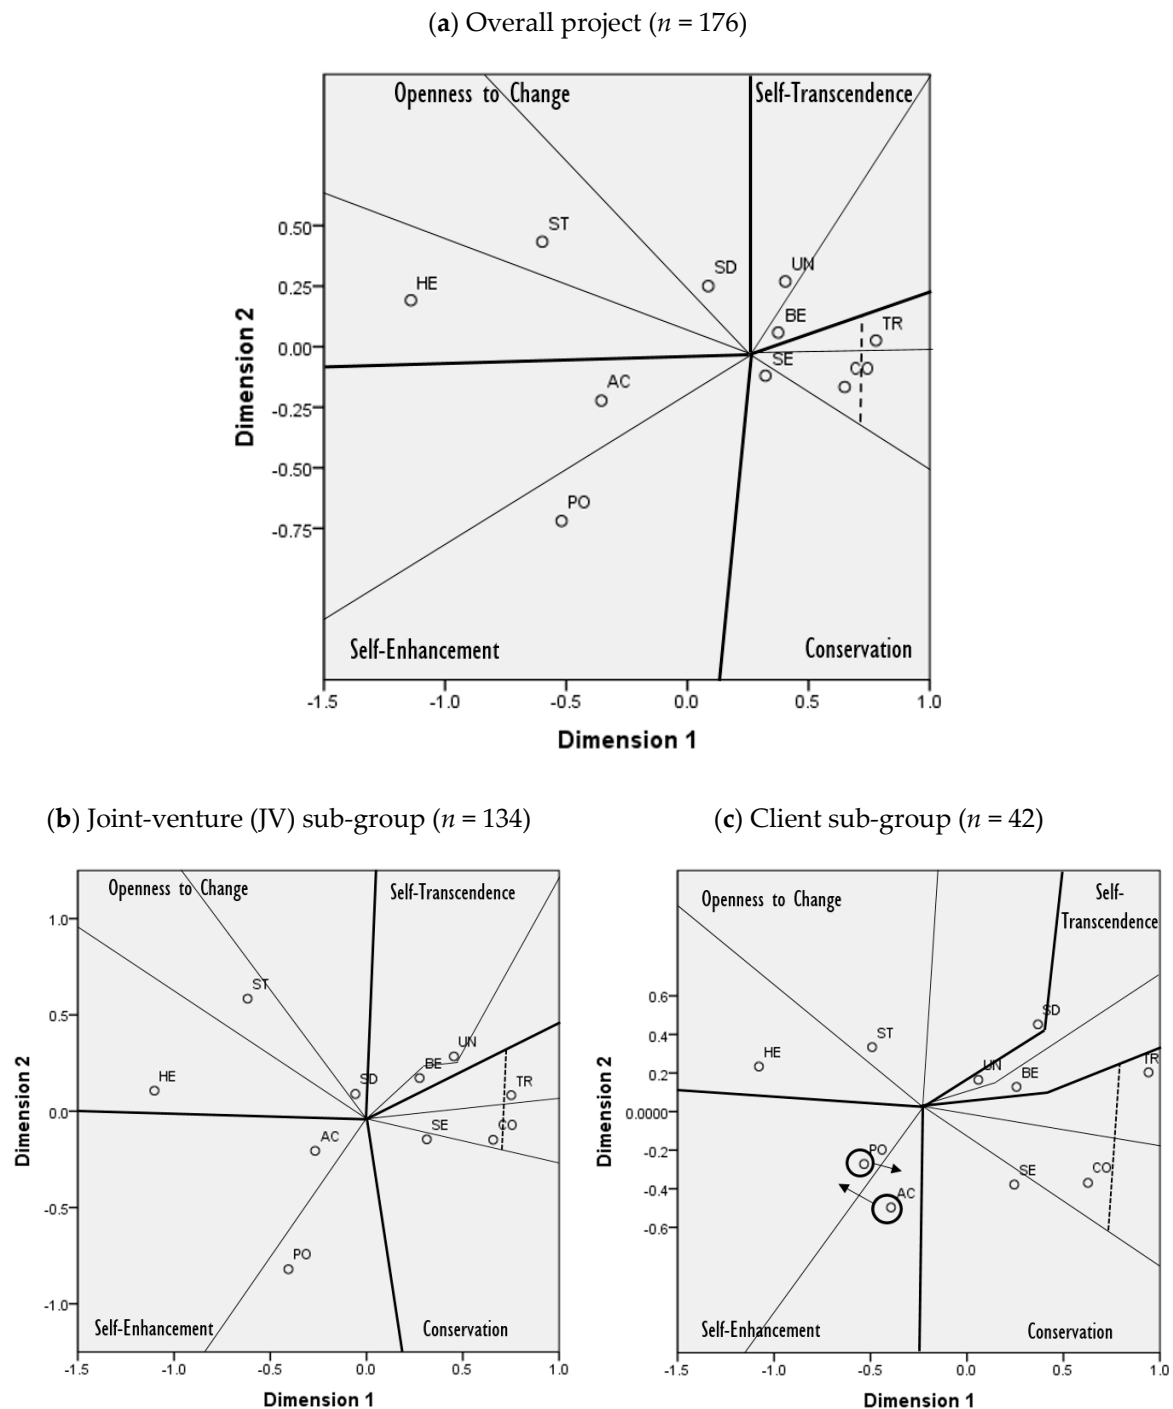 (a) Overall project (n = 176)
Openness to Change
Self-Transcendence
0.50
ST
SD
UN
0.25
HE
BE
TR
0.00
SE
CO
AC
-0.25
-0.50
PO
-0.75
Self-Enhancement
Conservation
Dimension 2
-1.5 -1.0 -0.5 0.0 0.5 1.0
Dimension 1
(b) Joint-venture (JV) sub-group (n = 134)
Openness to Change
Self-Transcendence
1.0
ST
0.5
UN
BE
HE
SD
TR
0.0
AC
SE
CO
-0.5
PO
-1.0
Self-Enhancement
Conservation
Dimension 2
-1.5 -1.0 -0.5 0.0 0.5 1.0
Dimension 1
(c) Client sub-group (n = 42)
Openness to Change
Self-
Transcendence
0.6
SD
0.4
ST
HE
UN
BE
TR
0.2
0.0000
-0.2
PO
SE
CO
-0.4
AC
-0.6
Self-Enhancement
Conservation
Dimension 2
-1.5 -1.0 -0.5 0.0 0.5 1.0
Dimension 1